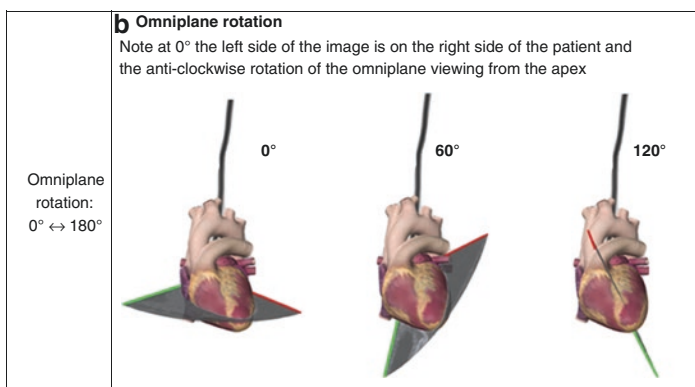 b Omniplane rotation
Note at 0° the left side of the image is on the right side of the patient and
the anti-clockwise rotation of the omniplane viewing from the apex
0°
60°
120°
Omniplane
rotation:
0° ↔ 180°